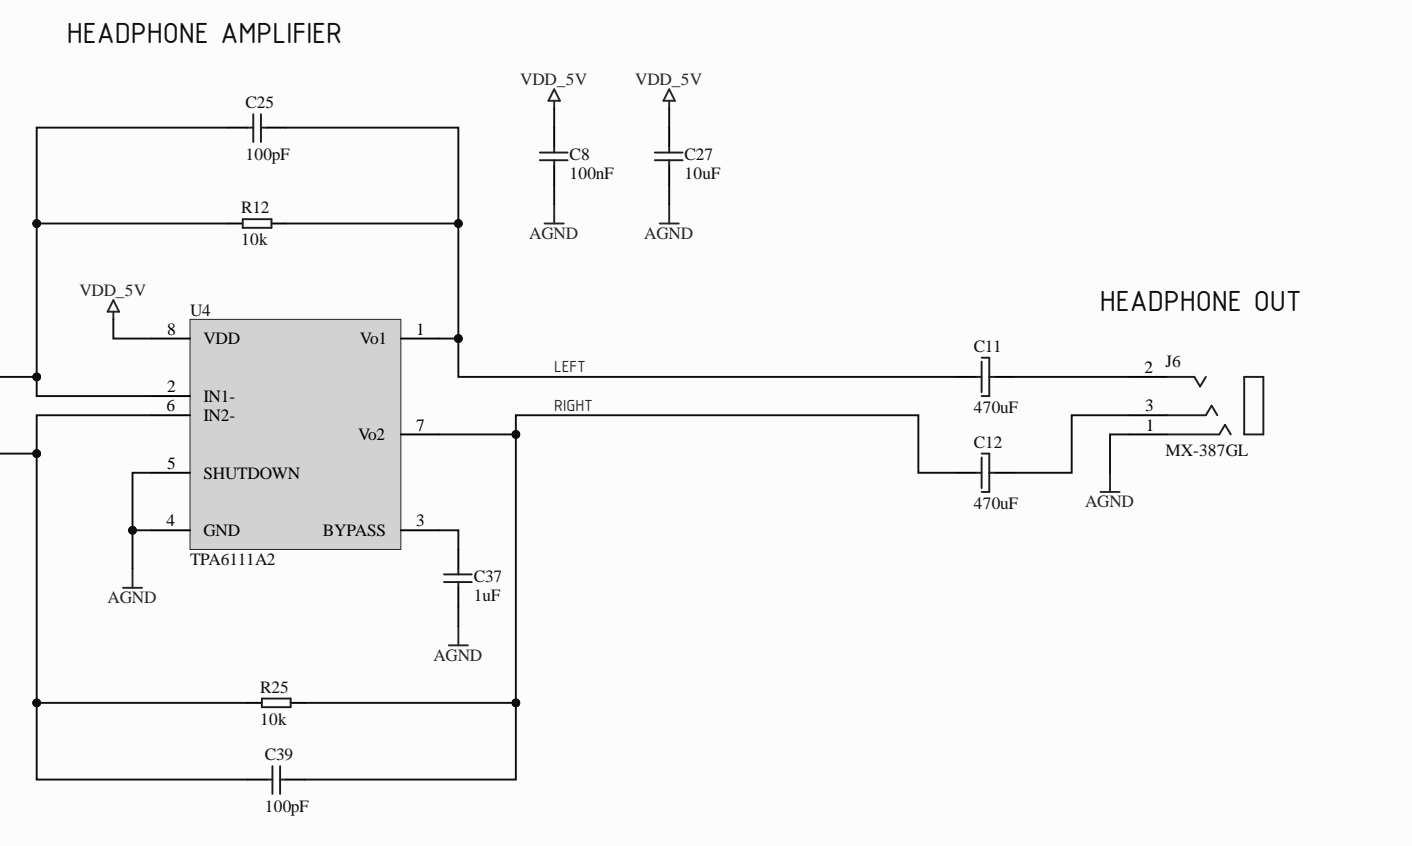 HEADPHONE AMPLIFIER
VDD_5V
VDD_5V
C25
100pF
C8
100nF
C27
10uF
R12
10k
AGND
AGND
VDD_5V
U4
HEADPHONE OUT
8
VDD
Vo1
1
C11
LEFT
2
J6
2
IN1-
470uF
6
IN2-
RIGHT
3
Vo2
7
1
C12
MX-387GL
5
SHUTDOWN
470uF
AGND
4
GND
BYPASS
3
TPA6111A2
C37
1uF
AGND
AGND
R25
10k
C39
100pF